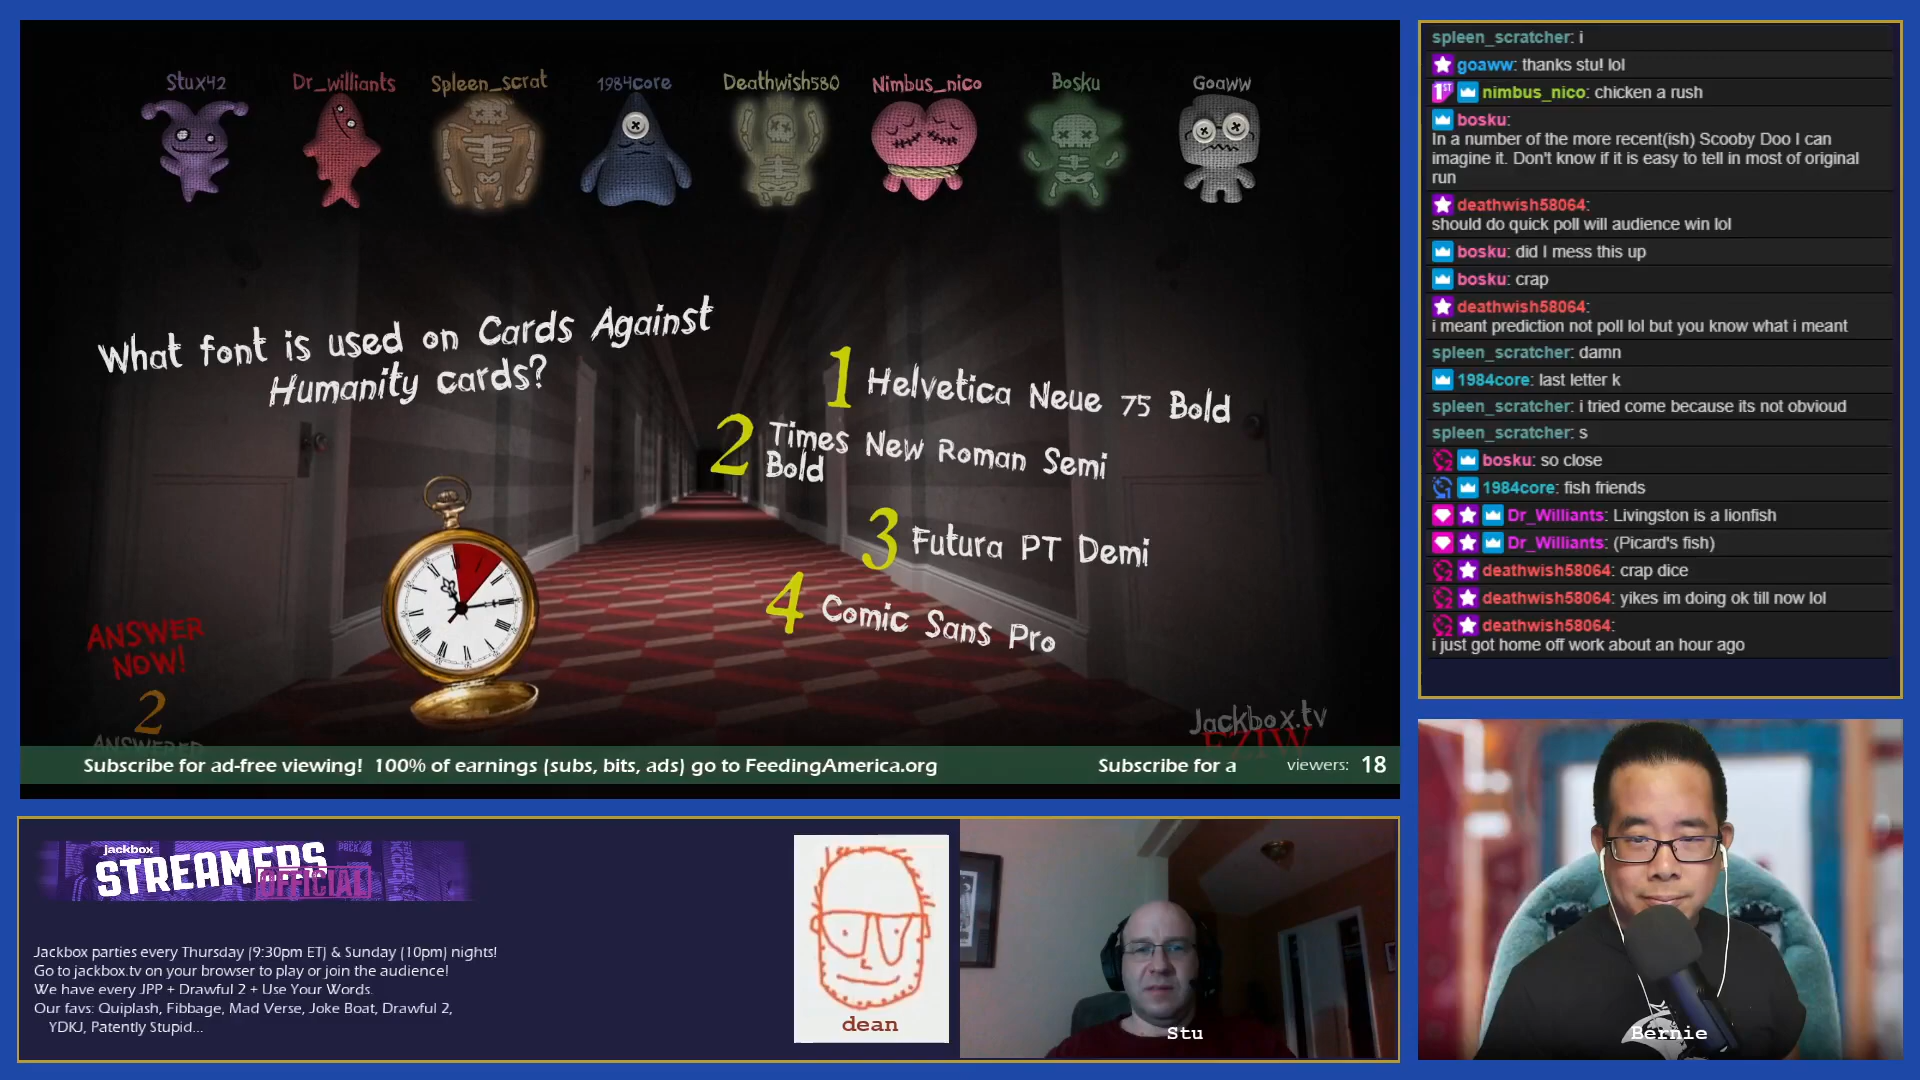 Stux42
Dr_williants
Spleen_scrat
1984core
Deathwish580
Nimbus_nico
Bosku
Goaww
What font is used on Cards Against
Humanity cards?
1 Helvetica Neue 75 Bold
2 Times New Roman Semi
Bold
3 Futura PT Demi
4 Comic Sans Pro
ANSWER
NOW!
2
ANSWERED
Jackbox.tv
Subscribe for ad-free viewing! 100% of earnings (subs, bits, ads) go to FeedingAmerica.org
Subscribe for a
viewers: 18
spleen_scratcher: i
goaww: thanks stu! lol
1ST nimbus_nico: chicken a rush
bosku:
In a number of the more recent(ish) Scooby Doo I can
imagine it. Don't know if it is easy to tell in most of original
run
deathwish58064:
should do quick poll will audience win lol
bosku: did I mess this up
bosku: crap
deathwish58064:
i meant prediction not poll lol but you know what i meant
spleen_scratcher: damn
1984core: last letter k
spleen_scratcher: i tried come because its not obvioud
spleen_scratcher: s
bosku: so close
1984core: fish friends
Dr_Williants: Livingston is a lionfish
Dr_Williants: (Picard's fish)
deathwish58064: crap dice
deathwish58064: yikes im doing ok till now lol
deathwish58064:
i just got home off work about an hour ago
jackbox
STREAMERS
OFFICIAL
Jackbox parties every Thursday (9:30pm ET) & Sunday (10pm) nights!
Go to jackbox.tv on your browser to play or join the audience!
We have every JPP + Drawful 2 + Use Your Words.
Our favs: Quiplash, Fibbage, Mad Verse, Joke Boat, Drawful 2,
YDKJ, Patently Stupid...
dean
Stu
Bernie